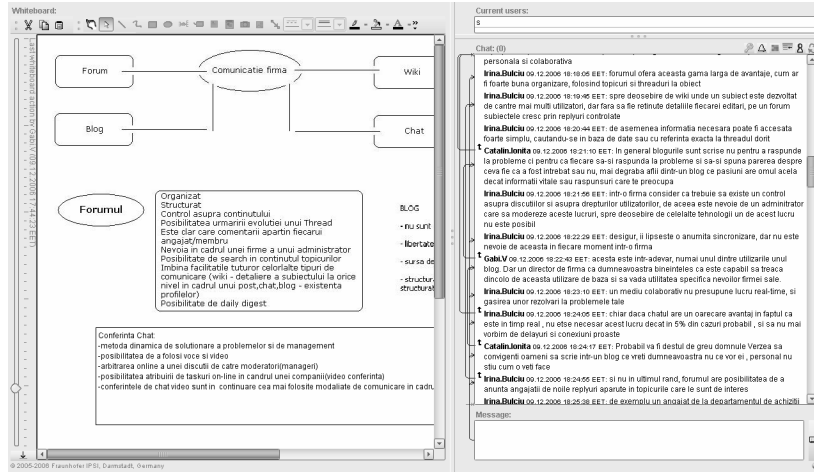 Whiteboard:
Last whiteboard action by Gabi.V (09.12.2006 17:44:23 EET)
Forum
Comunicatie firma
Wiki
Blog
Chat
Forumul
Organizat
Structurat
Control asupra continutului
Posibilitatea urmaririi evolutiei unui Thread
Este clar care comentarii apartin fiecarui
angajat/membru
Nevoia in cadrul unei firme a unui administrator
Posibilitate de search in continutul topicurilor
Imbina facilitatile tuturor celorlalte tipuri de
comunicare (wiki - detaliere a subiectului la orice
nivel in cadrul unui post,chat,blog - existenta
profilelor)
Posibilitate de daily digest
BLOG
- nu sunt
- libertate
- sursa de
- structura
structurat
Conferinta Chat:
-metoda dinamica de solutionare a problemelor si de management
-posibilitatea de a folosi voce si video
-arbitrarea online a unei discutii de catre moderatori(manageri)
-posibilitatea atribuirii de taskuri on-line in candrul unei companii(video conferinta)
-conferintele de chat video sunt in continuare cea mai folosite modaliate de comunicare in cadru
© 2005-2006 Fraunhofer IPSI, Darmstadt, Germany
Current users:
s
Chat: (0)
personala si colaborativa
Irina.Bulciu 09.12.2006 18:18:05 EET: forumul ofera aceasta gama larga de avantaje, cum ar
fi foarte buna organizare, folosind topicuri si threaduri la obiect
Irina.Bulciu 09.12.2006 18:19:46 EET: spre deosebire de wiki unde un subiect este dezvoltat
de cantre mai multi utilizatori, dar fara sa fie retinute detaliile fiecarei editari, pe un forum
subiectele cresc prin replyuri controlate
Irina.Bulciu 09.12.2006 18:20:44 EET: de asemenea informatia necesara poate fi accesata
foarte simplu, cautandu-se in baza de date sau cu referinta exacta la threadul dorit
t Catalin.Ionita 09.12.2006 18:21:10 EET: In general blogurile sunt scrise nu pentru a raspunde
la probleme ci pentru ca fiecare sa-si raspunda la probleme si sa-si spuna parerea despre
ceva fie ca a fost intrebat sau nu, mai degraba afli dintr-un blog ce pasiuni are omul acela
decat informatii vitale sau raspunsuri care te preocupa
Irina.Bulciu 09.12.2006 18:21:56 EET: intr-o firma consider ca trebuie sa existe un control
asupra discutiilor si asupra drepturilor utilizatorilor, de aceea este nevoie de un adminitrator
care sa modereze aceste lucruri, spre deosebire de celelalte tehnologii un de acest lucru
nu este posibil
Irina.Bulciu 09.12.2006 18:22:29 EET: desigur, ii lipseste o anumita sincronizare, dar nu este
nevoie de aceasta in fiecare moment intr-o firma
t Gabi.V 09.12.2006 18:22:43 EET: acesta este intr-adevar, numai unul dintre utilizarile unui
blog. Dar un director de firma ca dumneavoastra bineinteles ca este capabil sa treaca
dincolo de aceasta utilizare de baza si sa vada utilitatea specifica nevoilor firmei sale.
Irina.Bulciu 09.12.2006 18:23:10 EET: un mediu colaborativ nu presupune lucru real-time, si
gasirea unor rezolvari la problemele tale
t Irina.Bulciu 09.12.2006 18:24:05 EET: chiar daca chatul are un oarecare avantaj in faptul ca
este in timp real , nu etse necesar acest lucru decat in 5% din cazuri probabil , si sa nu mai
vorbim de delayuri si conexiuni proaste
t Catalin.Ionita 09.12.2006 18:24:17 EET: Probabil va fi destul de greu domnule Verzea sa
convigenti oameni sa scrie intr-un blog ce vreti dumneavoastra nu ce vor ei , personal nu
stiu cum o veti face
t Irina.Bulciu 09.12.2006 18:24:55 EET: si nu in ultimul rand, forumul are posibilitatea de a
anunta angajatii de noile replyuri aparute in topicurile care le sunt de interes
Irina.Bulciu 09.12.2006 18:25:38 EET: de exemplu un angajat de la departamentul de achizitii
Message: